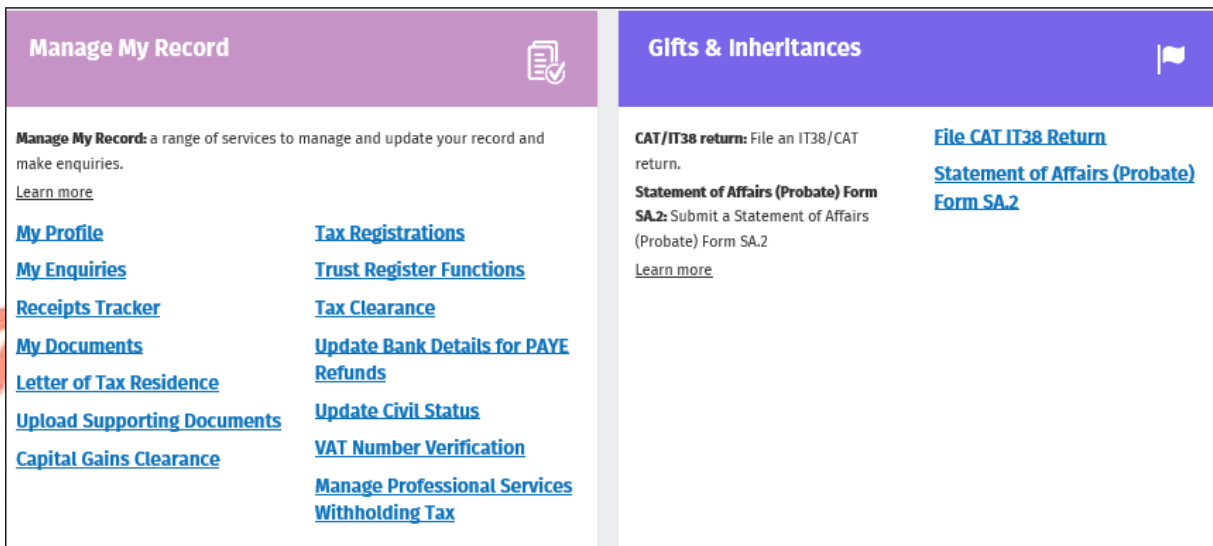 Manage My Record
Manage My Record: a range of services to manage and update your record and
make enquiries.
Learn more
My Profile
My Enquiries
Receipts Tracker
My Documents
Letter of Tax Residence
Upload Supporting Documents
Capital Gains Clearance
Tax Registrations
Trust Register Functions
Tax Clearance
Update Bank Details for PAYE
Refunds
Update Civil Status
VAT Number Verification
Manage Professional Services
Withholding Tax
Gifts & Inheritances
CAT/IT38 return: File an IT38/CAT
return.
Statement of Affairs (Probate) Form
SA.2: Submit a Statement of Affairs
(Probate) Form SA.2
Learn more
File CAT IT38 Return
Statement of Affairs (Probate)
Form SA.2